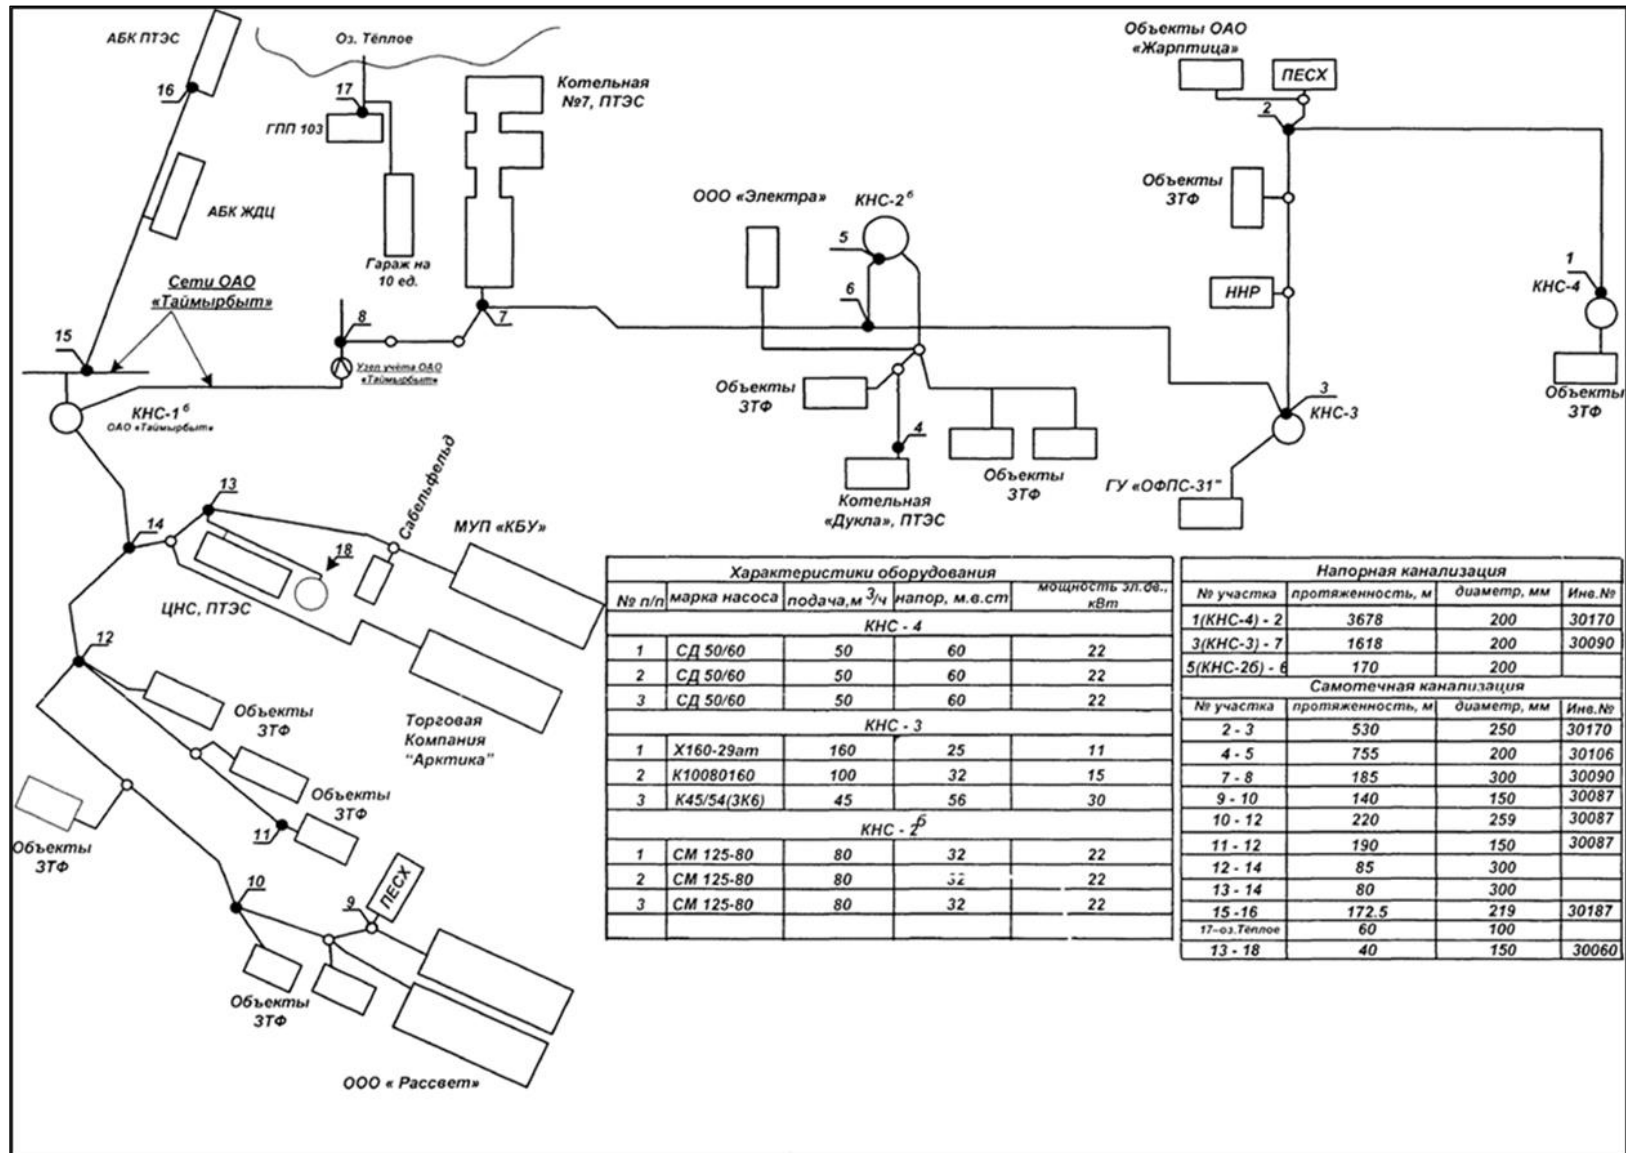 АБК ПТЭС
16
АБК ЖДЦ
Оз. Тёплое
17
ГПП 103
Гараж на
10 ед.
Котельная
№7, ПТЭС
Сети ОАО
«Таймырбыт»
15
8
7
Узел учёта ОАО
«Таймырбыт»
КНС-1 б
ОАО «Таймырбыт»
ООО «Электра»
КНС-2 б
5
6
Объекты
ЗТФ
4
Котельная
«Дукла», ПТЭС
Объекты
ЗТФ
Объекты ОАО
«Жарптица»
ПЕСХ
2
Объекты
ЗТФ
ННР
1
КНС-4
Объекты
ЗТФ
3
КНС-3
ГУ «ОФПС-31"
13
14
18
Сабельфельд
МУП «КБУ»
ЦНС, ПТЭС
12
Торговая
Компания
"Арктика"
Объекты
ЗТФ
Объекты
ЗТФ
11
Объекты
ЗТФ
10
9
ПЕСХ
Объекты
ЗТФ
ООО « Рассвет»
Характеристики оборудования
№ п/п марка насоса подача,м 3/ч напор, м.в.ст мощность эл.дв., кВт
КНС - 4
1 СД 50/60 50 60 22
2 СД 50/60 50 60 22
3 СД 50/60 50 60 22
КНС - 3
1 Х160-29ат 160 25 11
2 К10080160 100 32 15
3 К45/54(3К6) 45 56 30
КНС - 2 б
1 СМ 125-80 80 32 22
2 СМ 125-80 80 32 22
3 СМ 125-80 80 32 22
Напорная канализация
№ участка протяженность, м диаметр, мм Инв.№
1(КНС-4) - 2 3678 200 30170
3(КНС-3) - 7 1618 200 30090
5(КНС-2б) - 6 170 200
Самотечная канализация
№ участка протяженность, м диаметр, мм Инв.№
2 - 3 530 250 30170
4 - 5 755 200 30106
7 - 8 185 300 30090
9 - 10 140 150 30087
10 - 12 220 259 30087
11 - 12 190 150 30087
12 - 14 85 300
13 - 14 80 300
15 -16 172.5 219 30187
17-оз.Тёплое 60 100
13 - 18 40 150 30060